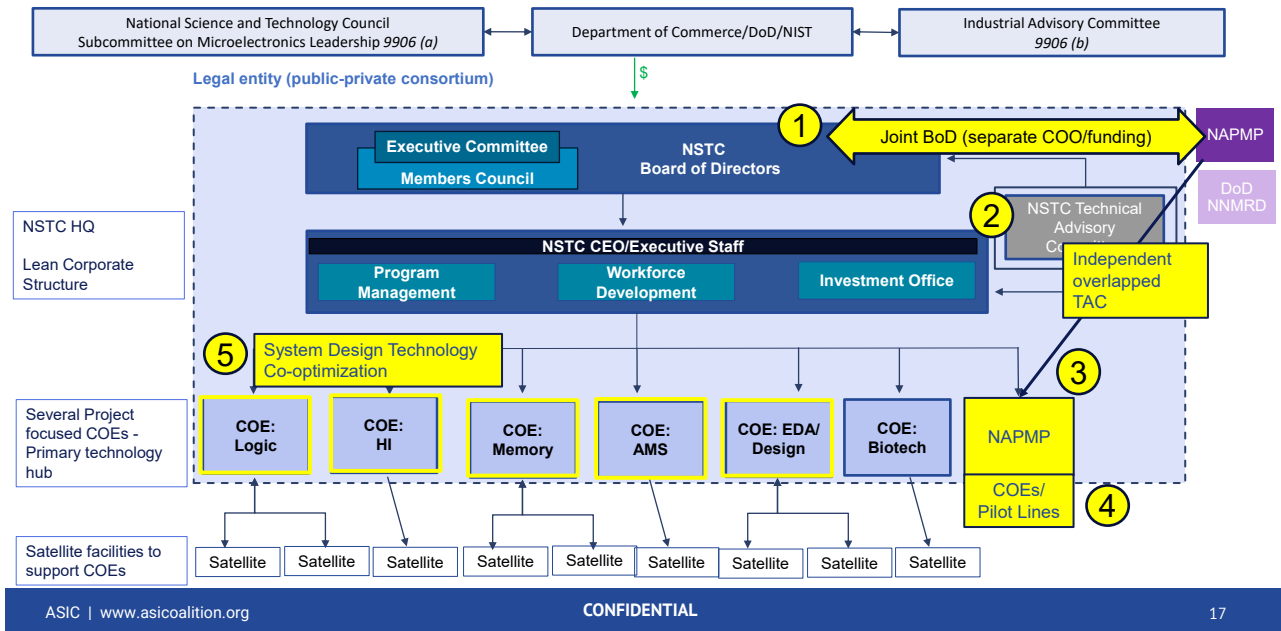 National Science and Technology Council
Subcommittee on Microelectronics Leadership 9906 (a)
Department of Commerce/DoD/NIST
Industrial Advisory Committee
9906 (b)
Legal entity (public-private consortium)
$
1
Joint BoD (separate COO/funding)
NAPMP
Executive Committee
Members Council
NSTC
Board of Directors
DoD
NNMRD
NSTC HQ
Lean Corporate
Structure
2
NSTC Technical
Advisory
Independent
overlapped
TAC
NSTC CEO/Executive Staff
Program
Management
Workforce
Development
Investment Office
5
System Design Technology
Co-optimization
3
Several Project
focused COEs -
Primary technology
hub
COE:
Logic
COE:
HI
COE:
Memory
COE:
AMS
COE: EDA/
Design
COE:
Biotech
NAPMP
COEs/
Pilot Lines
4
Satellite facilities to
support COEs
Satellite
Satellite
Satellite
Satellite
Satellite
Satellite
Satellite
Satellite
Satellite
ASIC | www.asicoalition.org
CONFIDENTIAL
17